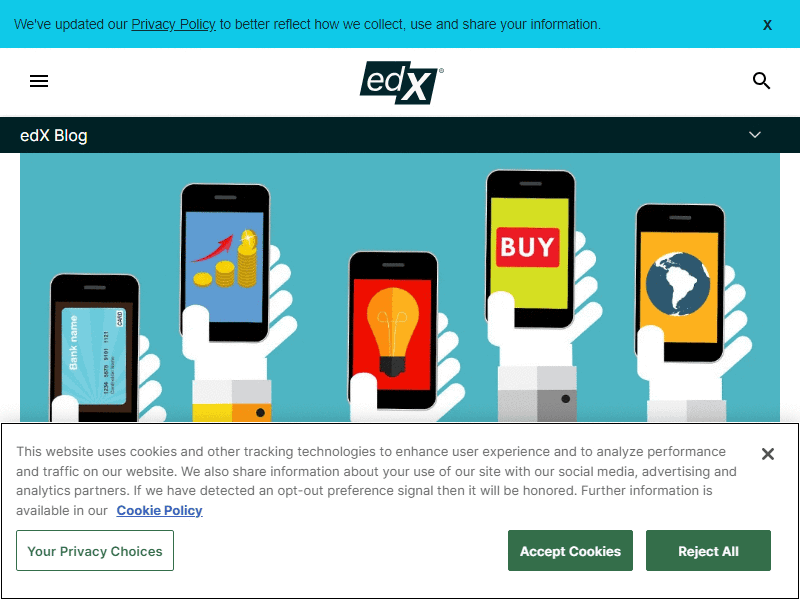 We've updated our Privacy Policy to better reflect how we collect, use and share your information.
X
edX
edX Blog
BUY
Bank name
CARD
This website uses cookies and other tracking technologies to enhance user experience and to analyze performance
and traffic on our website. We also share information about your use of our site with our social media, advertising and
analytics partners. If we have detected an opt-out preference signal then it will be honored. Further information is
available in our Cookie Policy
Your Privacy Choices
Accept Cookies
Reject All